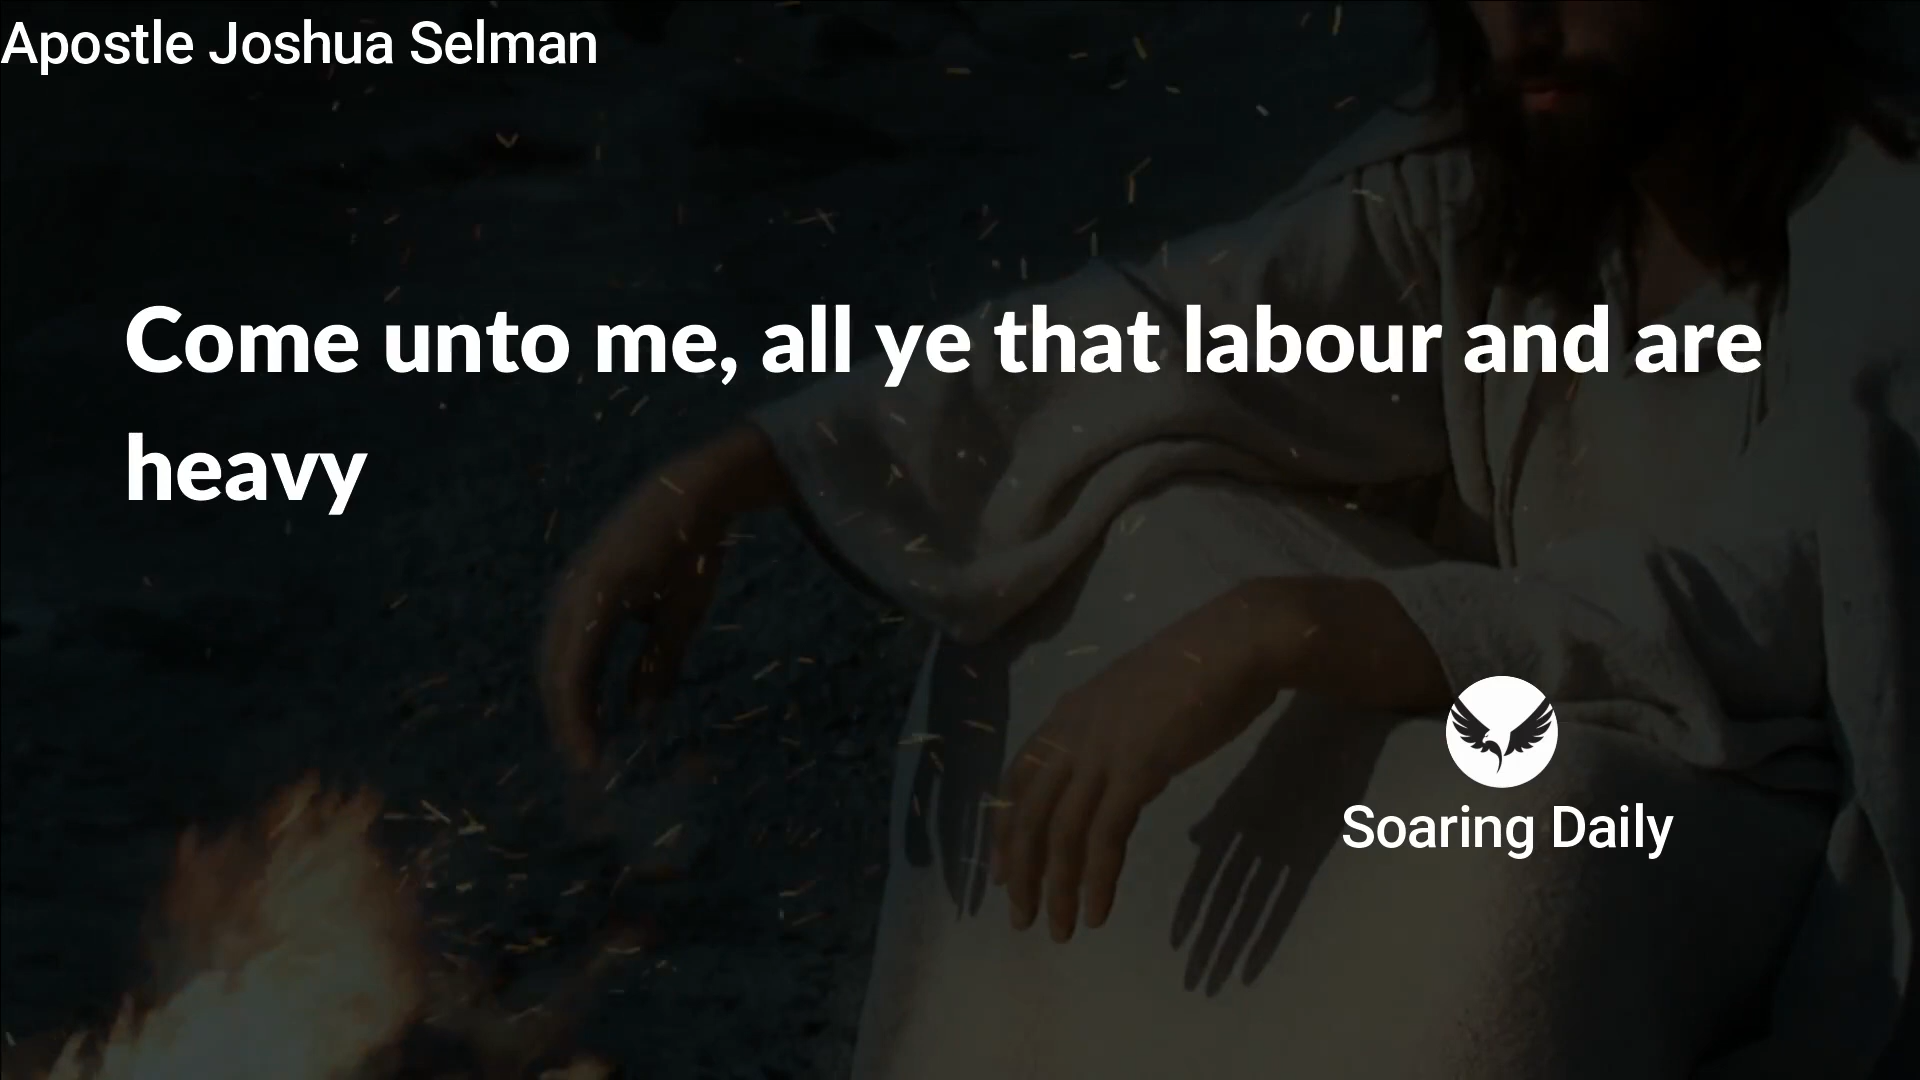 Apostle Joshua Selman
Come unto me, all ye that labour and are
heavy
Soaring Daily